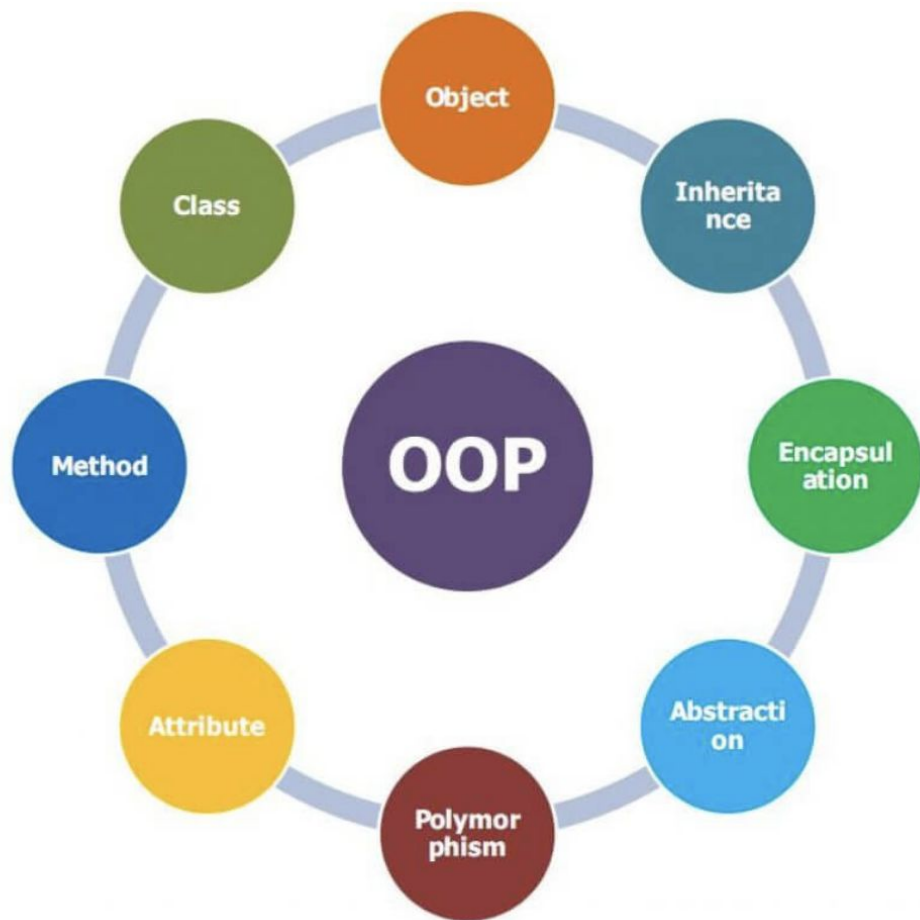 Object
Class
Inherita
nce
OOP
Method
Encapsul
ation
Attribute
Abstracti
on
Polymor
phism